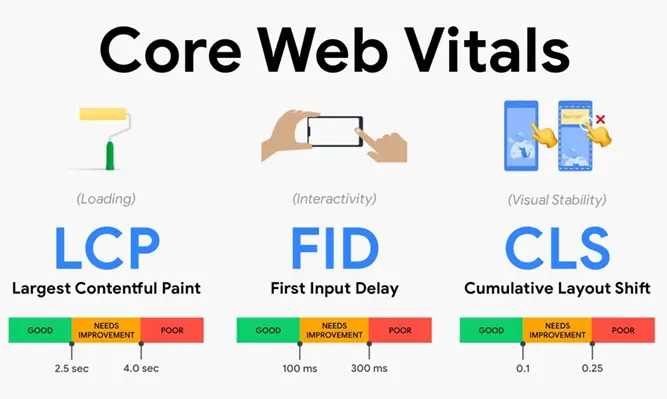 Core Web Vitals
(Loading)
LCP
Largest Contentful Paint
GOOD
NEEDS
IMPROVEMENT
POOR
2.5 sec
4.0 sec
(Interactivity)
FID
First Input Delay
GOOD
NEEDS
IMPROVEMENT
POOR
100 ms
300 ms
(Visual Stability)
CLS
Cumulative Layout Shift
GOOD
NEEDS
IMPROVEMENT
POOR
0.1
0.25